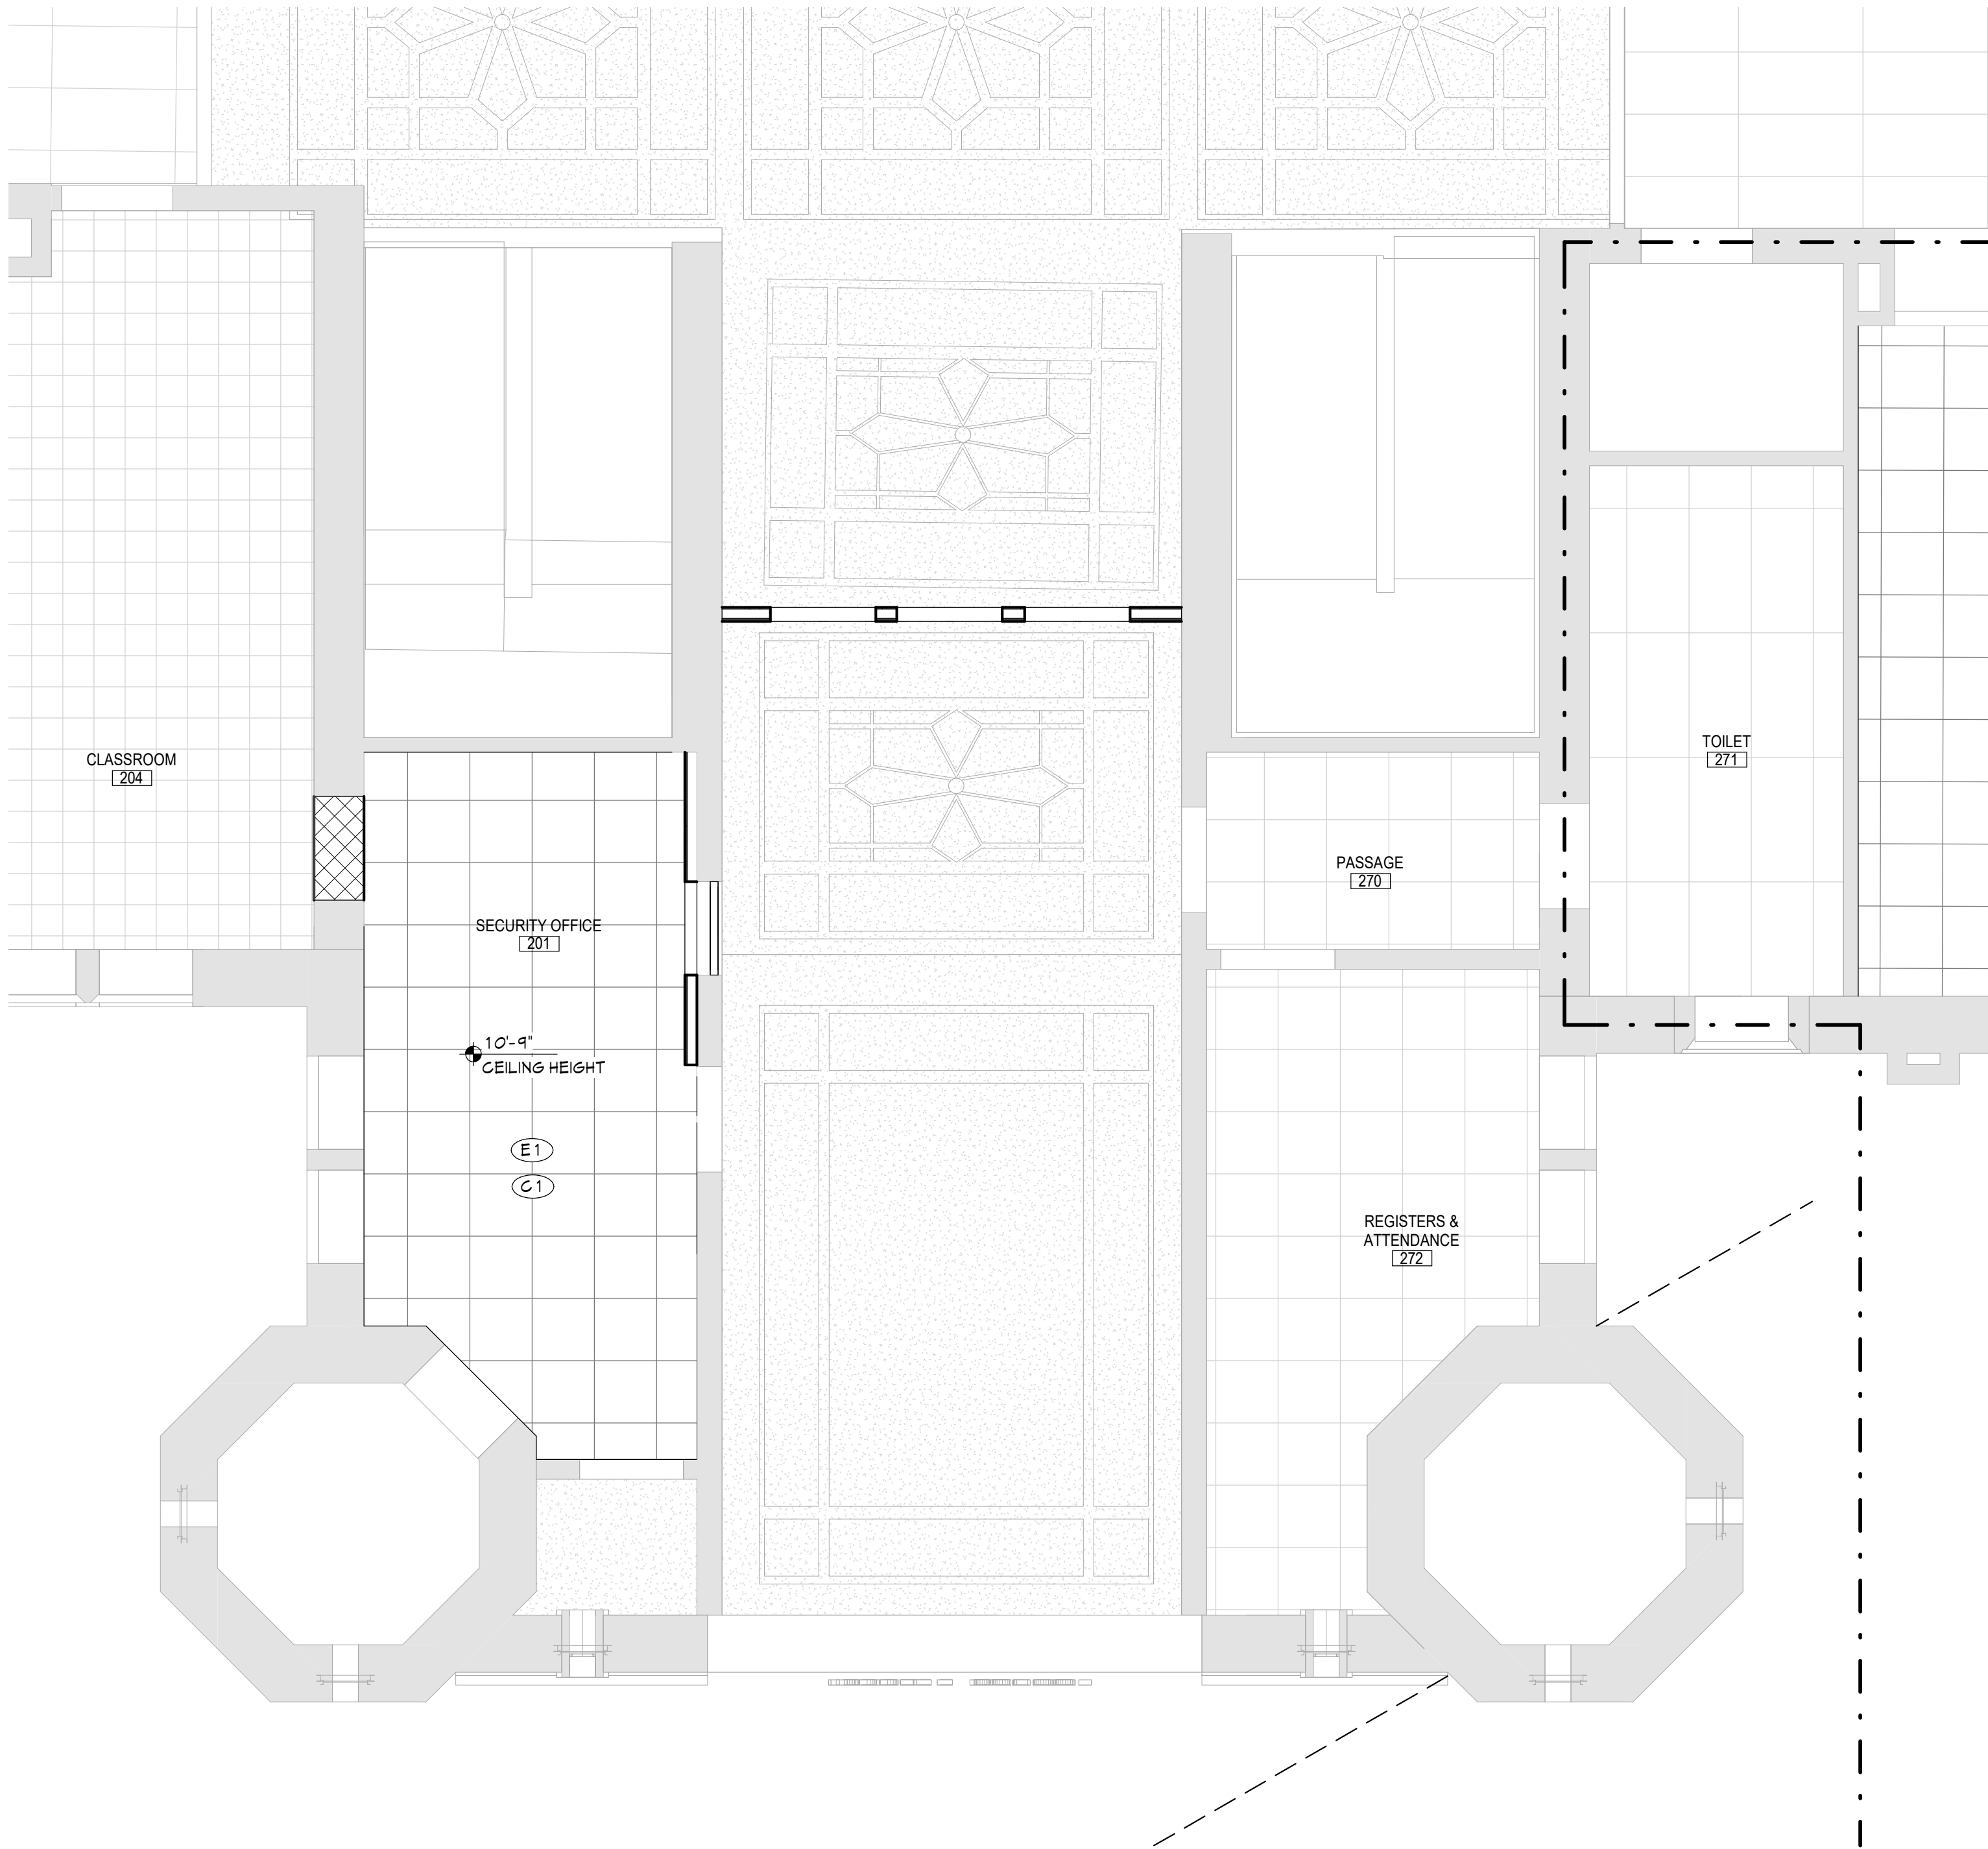 TOILET
271
CLASSROOM
204
PASSAGE
270
SECURITY OFFICE
201
10'-9"
CEILING HEIGHT
E1
C1
REGISTERS &
ATTENDANCE
272